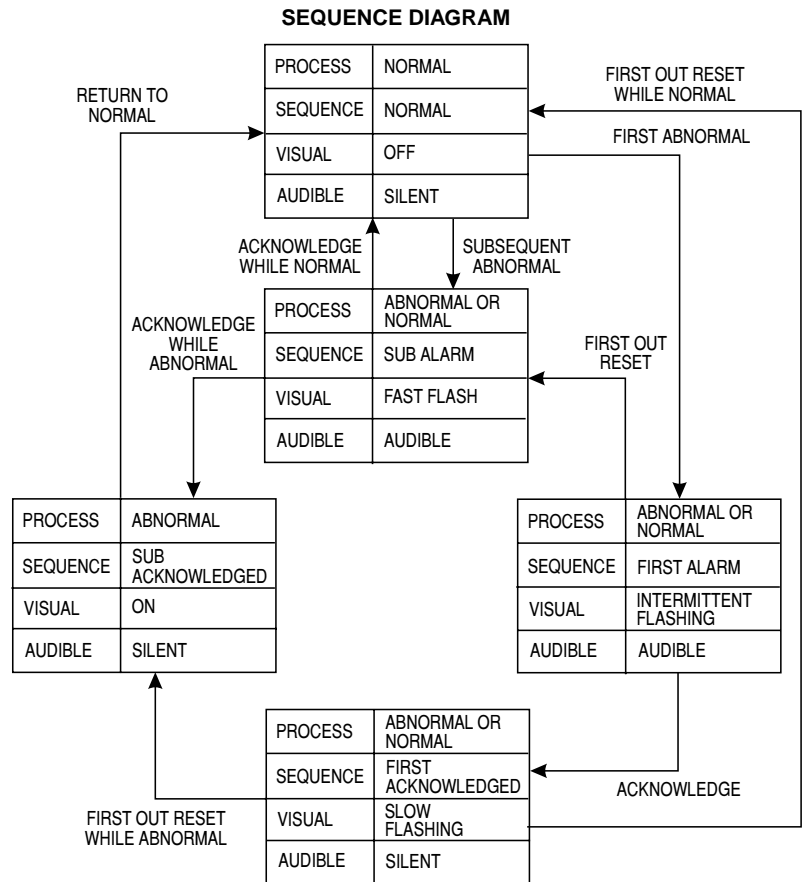 SEQUENCE DIAGRAM
PROCESS NORMAL
SEQUENCE NORMAL
VISUAL OFF
AUDIBLE SILENT
RETURN TO
NORMAL
FIRST OUT RESET
WHILE NORMAL
FIRST ABNORMAL
ACKNOWLEDGE
WHILE NORMAL
SUBSEQUENT
ABNORMAL
PROCESS ABNORMAL OR
NORMAL
SEQUENCE SUB ALARM
VISUAL FAST FLASH
AUDIBLE AUDIBLE
ACKNOWLEDGE
WHILE
ABNORMAL
FIRST OUT
RESET
PROCESS ABNORMAL
SEQUENCE SUB
ACKNOWLEDGED
VISUAL ON
AUDIBLE SILENT
PROCESS ABNORMAL OR
NORMAL
SEQUENCE FIRST ALARM
VISUAL INTERMITTENT
FLASHING
AUDIBLE AUDIBLE
PROCESS ABNORMAL OR
NORMAL
SEQUENCE FIRST
ACKNOWLEDGED
VISUAL SLOW
FLASHING
AUDIBLE SILENT
FIRST OUT RESET
WHILE ABNORMAL
ACKNOWLEDGE